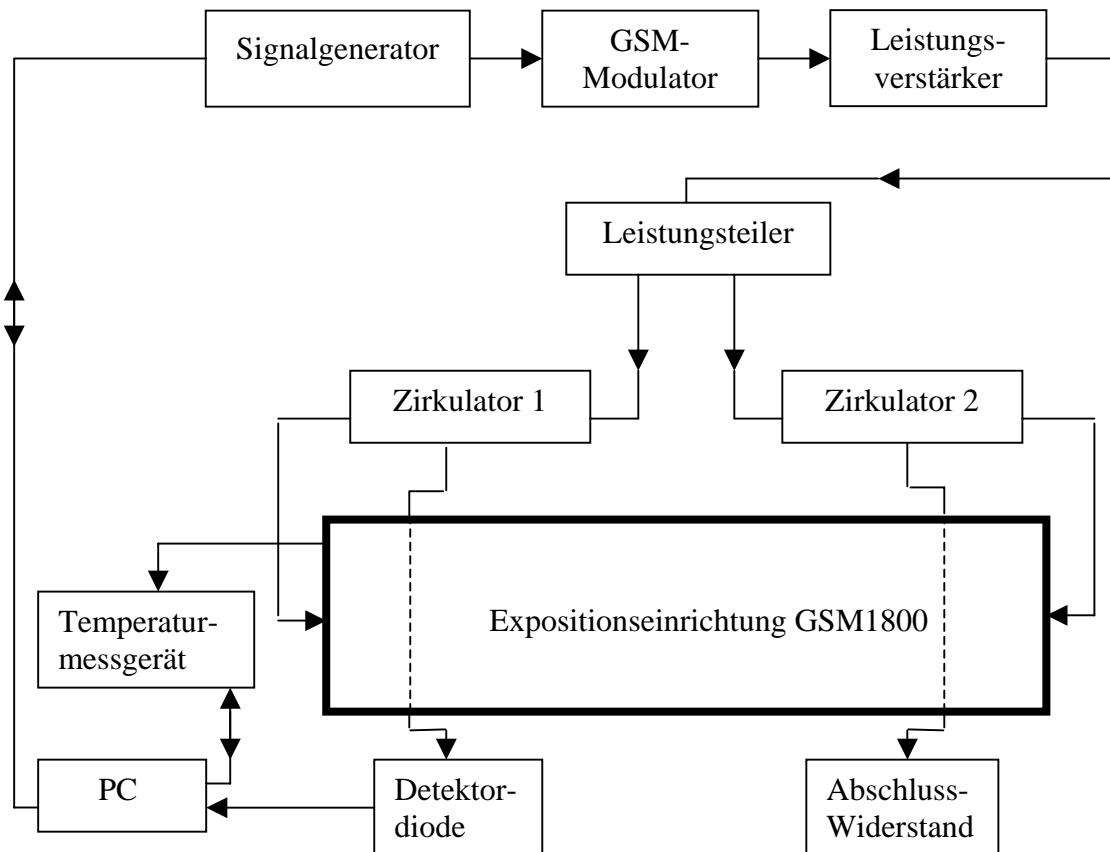 Signalgenerator
GSM-
Modulator
Leistungs-
verstärker
Leistungsteiler
Zirkulator 1
Zirkulator 2
Expositionseinrichtung GSM1800
Temperatur-
messgerät
PC
Detektor-
diode
Abschluss-
Widerstand